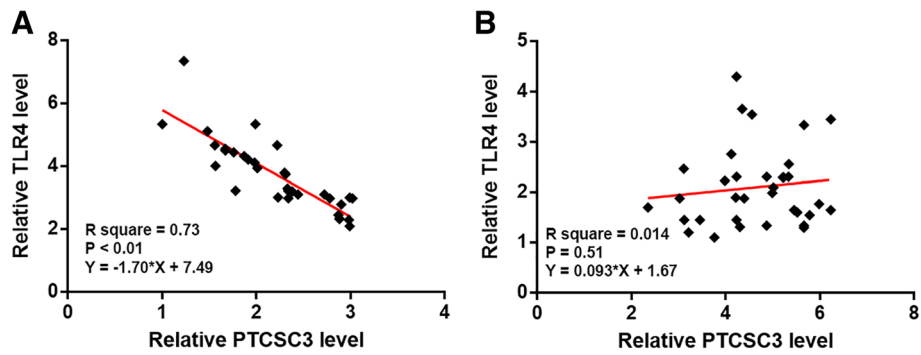 A
Relative TLR4 level
8
6
4
2
0
R square = 0.73
P < 0.01
Y = -1.70*X + 7.49
0 1 2 3 4
Relative PTCSC3 level
B
Relative TLR4 level
5
4
3
2
1
0
R square = 0.014
P = 0.51
Y = 0.093*X + 1.67
0 2 4 6 8
Relative PTCSC3 level